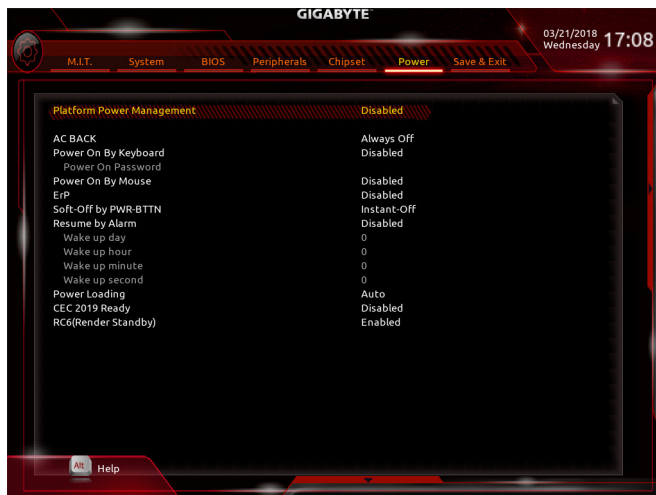 GIGABYTE
03/21/2018
Wednesday
17:08
M.I.T. System BIOS Peripherals Chipset Power Save & Exit
Platform Power Management Disabled
AC BACK Always Off
Power On By Keyboard Disabled
Power On Password
Power On By Mouse Disabled
ErP Disabled
Soft-Off by PWR-BTTN Instant-Off
Resume by Alarm Disabled
Wake up day 0
Wake up hour 0
Wake up minute 0
Wake up second 0
Power Loading Auto
CEC 2019 Ready Disabled
RC6(Render Standby) Enabled
Alt Help